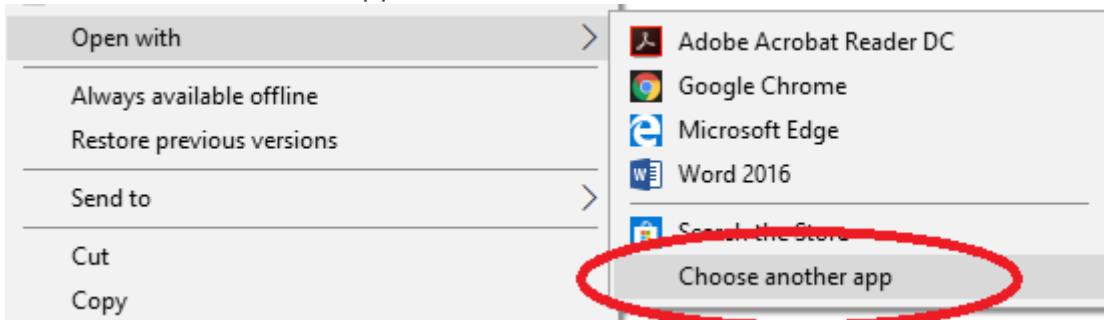 Open with
Always available offline
Restore previous versions
Send to
Cut
Copy
Adobe Acrobat Reader DC
Google Chrome
Microsoft Edge
Word 2016
Search the Store
Choose another app